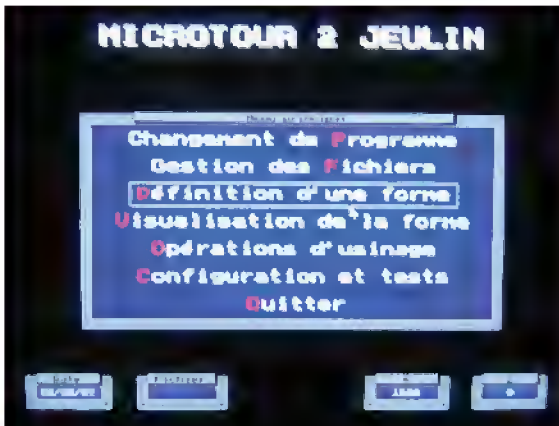 MICROTOUR 2 JEULIN
Changement de Programme
Gestion des Fichiers
Définition d'une forme
Visualisation de la forme
Opérations d'usinage
Configuration et tests
Quitter
Fichier